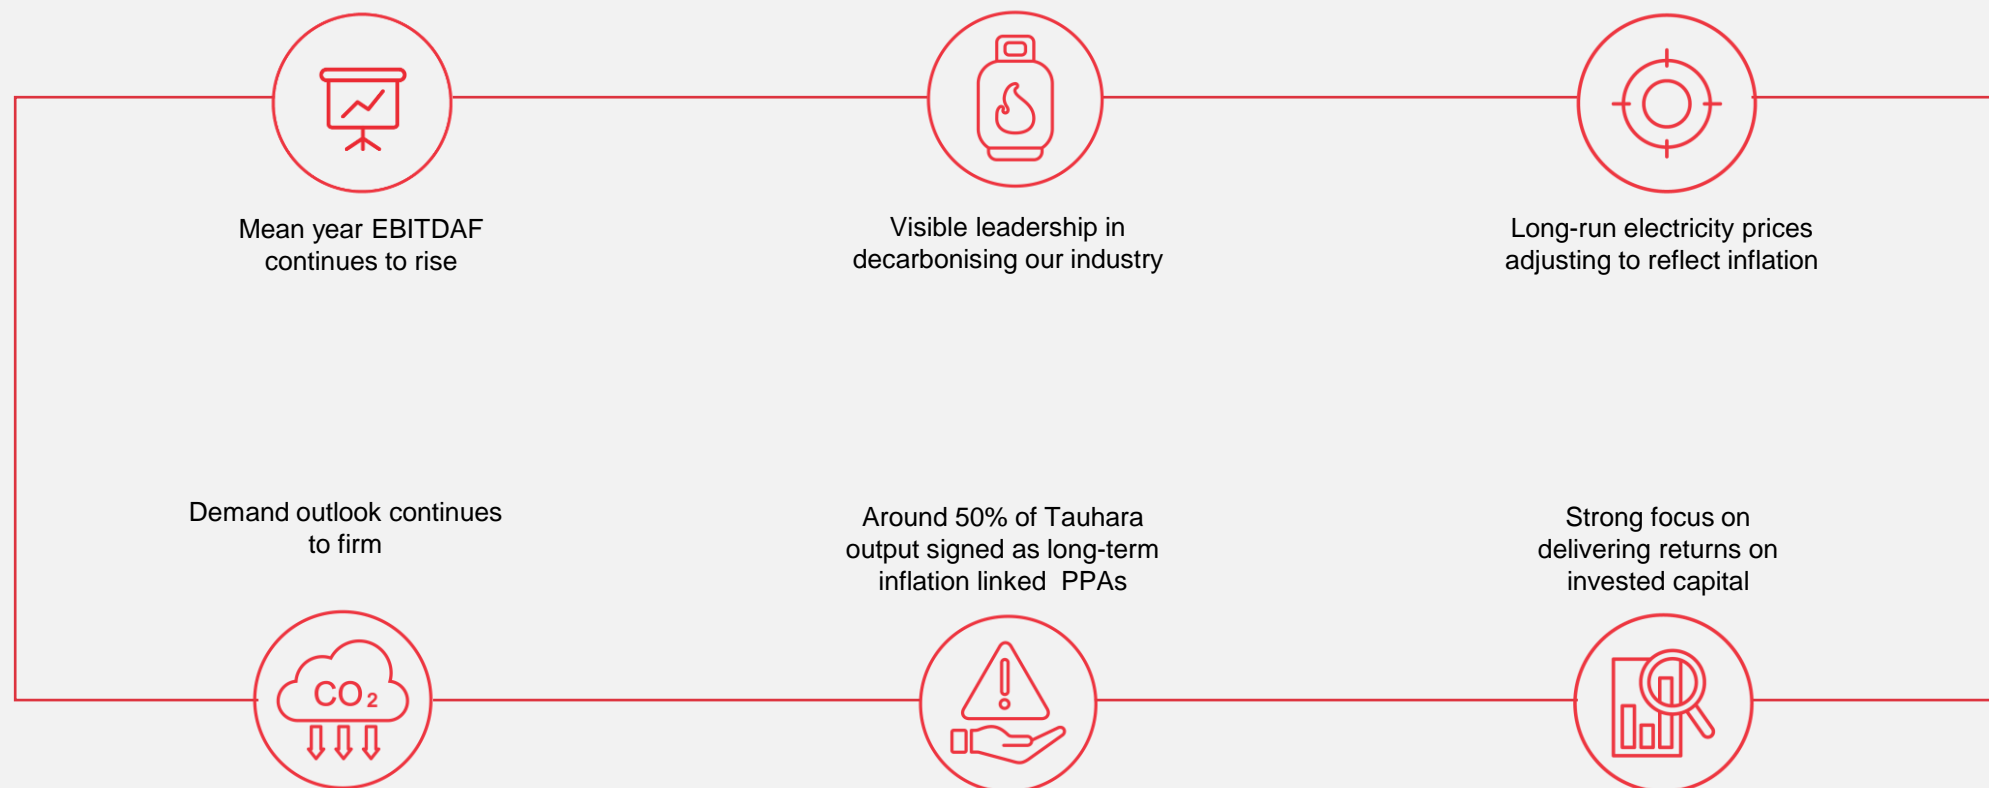 Mean year EBITDAF
continues to rise
Visible leadership in
decarbonising our industry
Long-run electricity prices
adjusting to reflect inflation
Demand outlook continues
to firm
Around 50% of Tauhara
output signed as long-term
inflation linked  PPAs
Strong focus on
delivering returns on
invested capital
CO₂